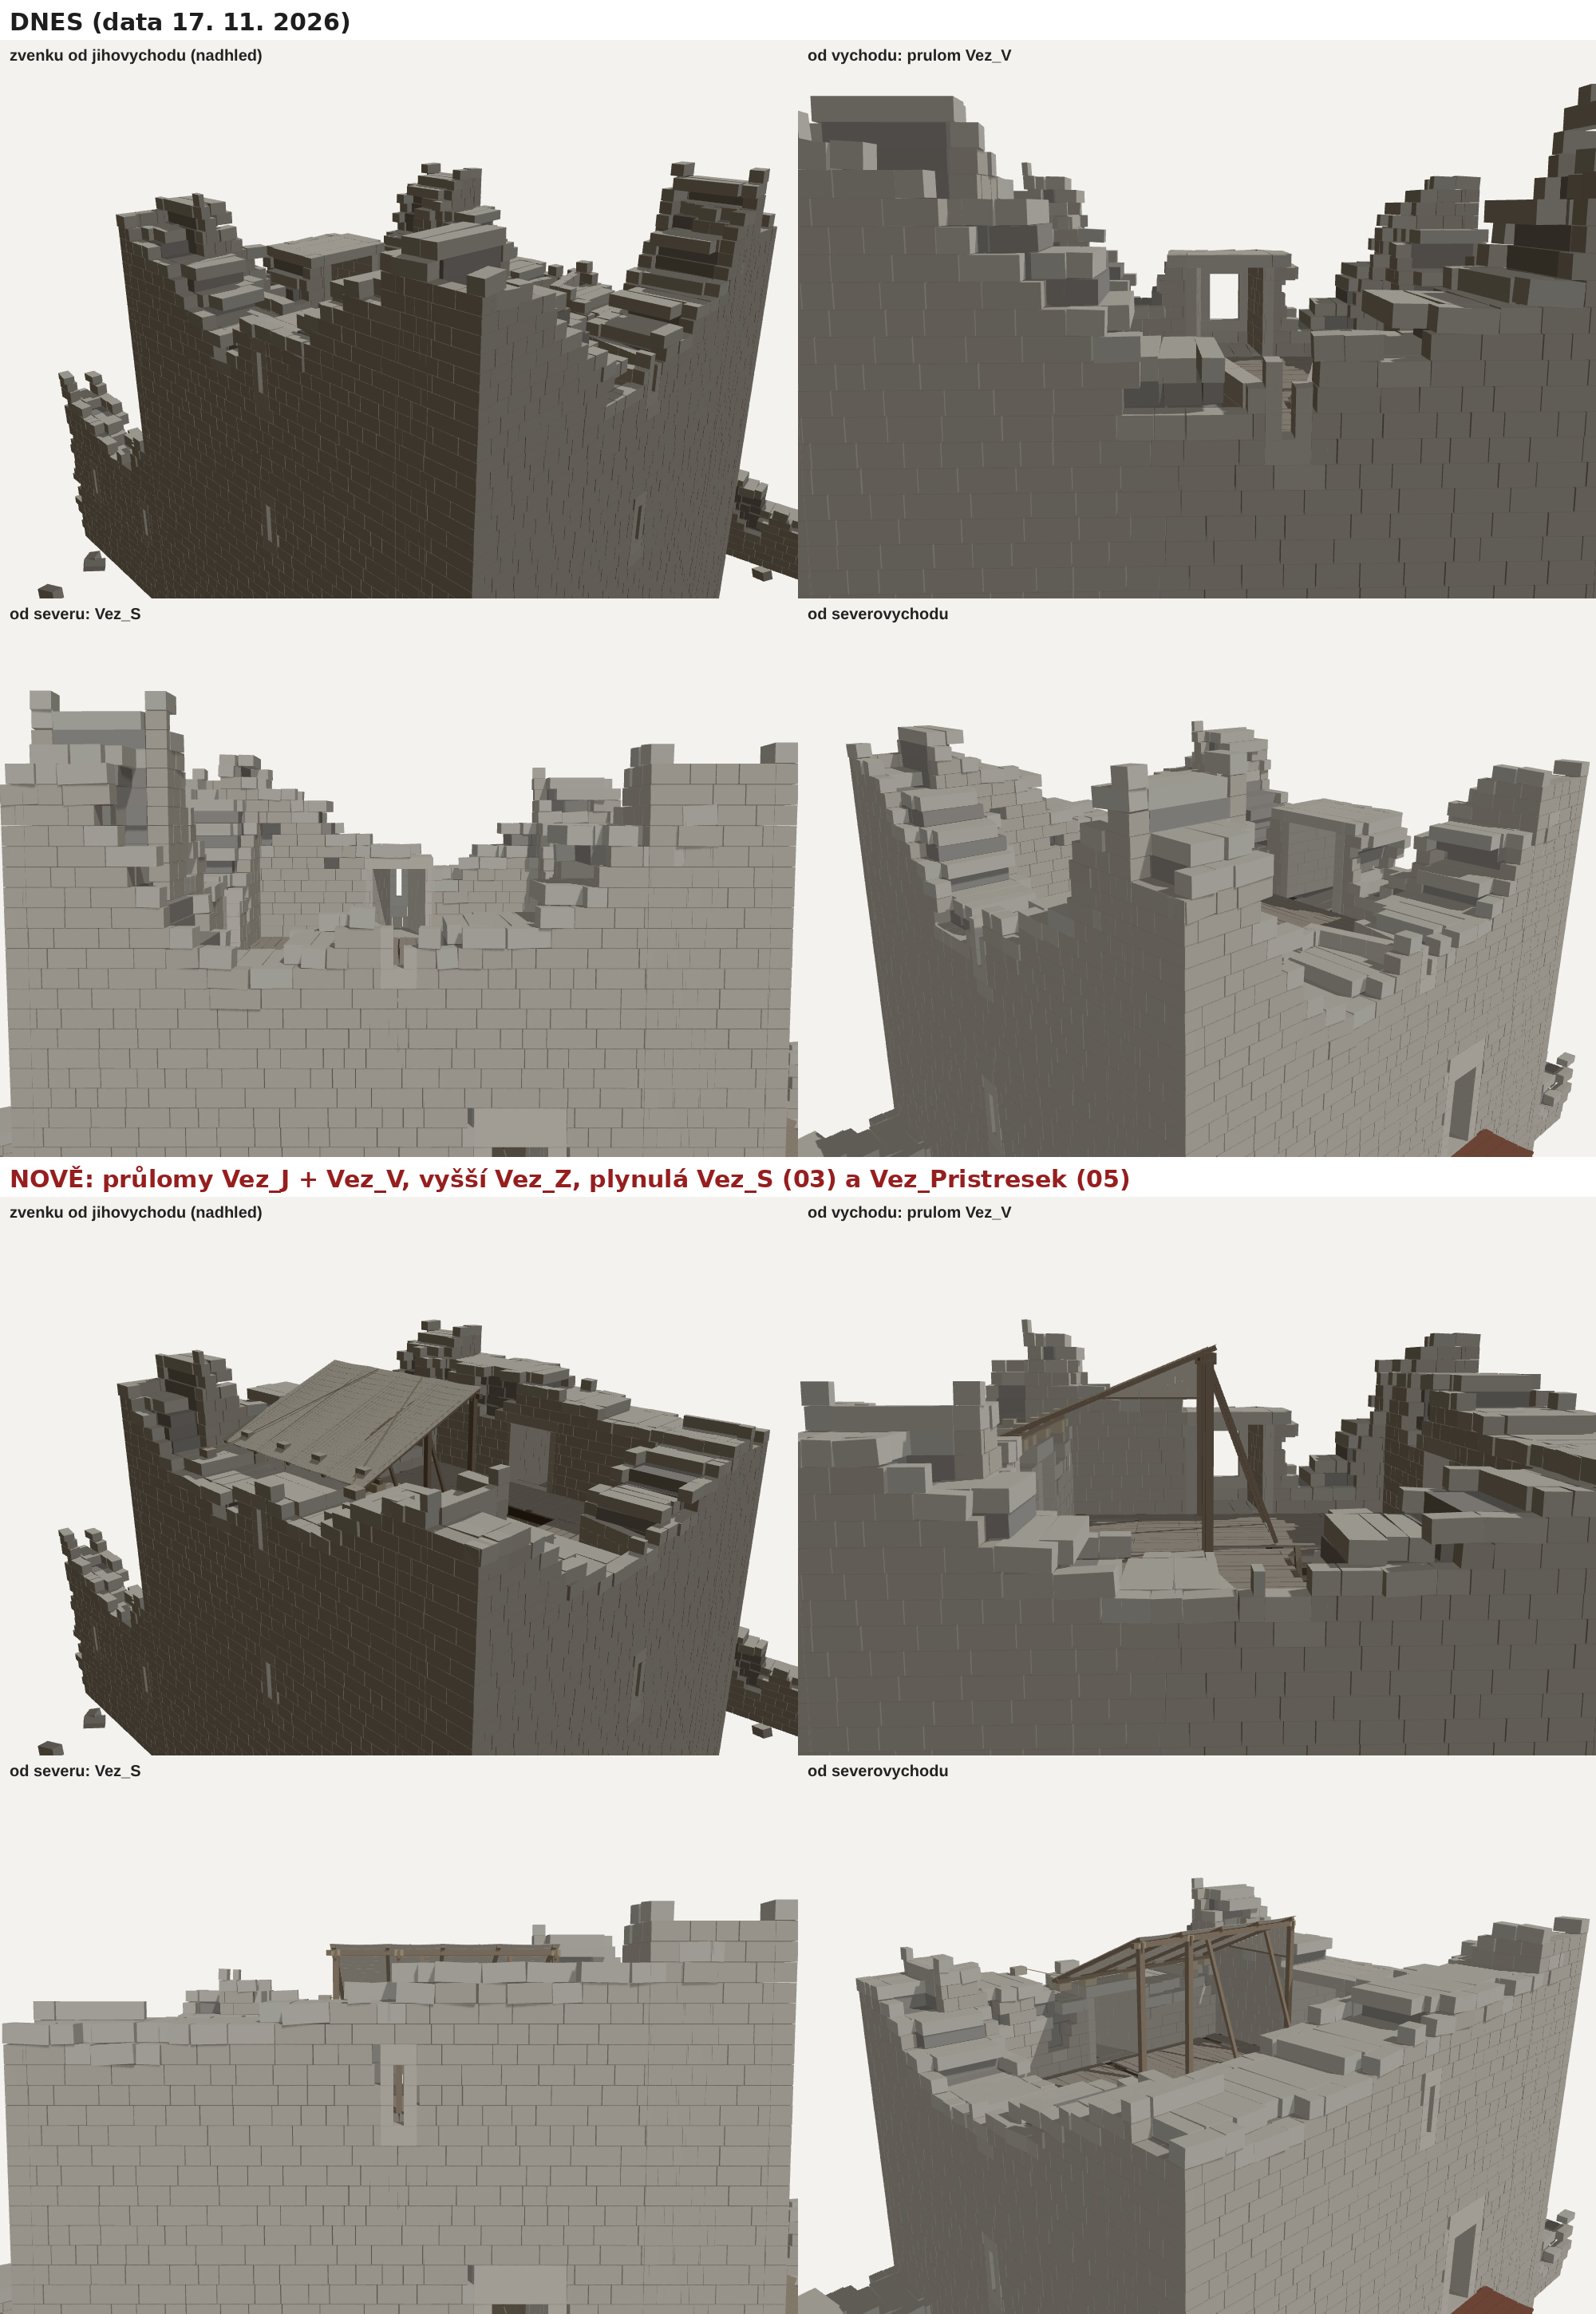 DNES (data 17. 11. 2026)
zvenku od jihovychodu (nadhled)
od vychodu: prulom Vez_V
od severu: Vez_S
od severovychodu
NOVĚ: průlomy Vez_J + Vez_V, vyšší Vez_Z, plynulá Vez_S (03) a Vez_Pristresek (05)
zvenku od jihovychodu (nadhled)
od vychodu: prulom Vez_V
od severu: Vez_S
od severovychodu